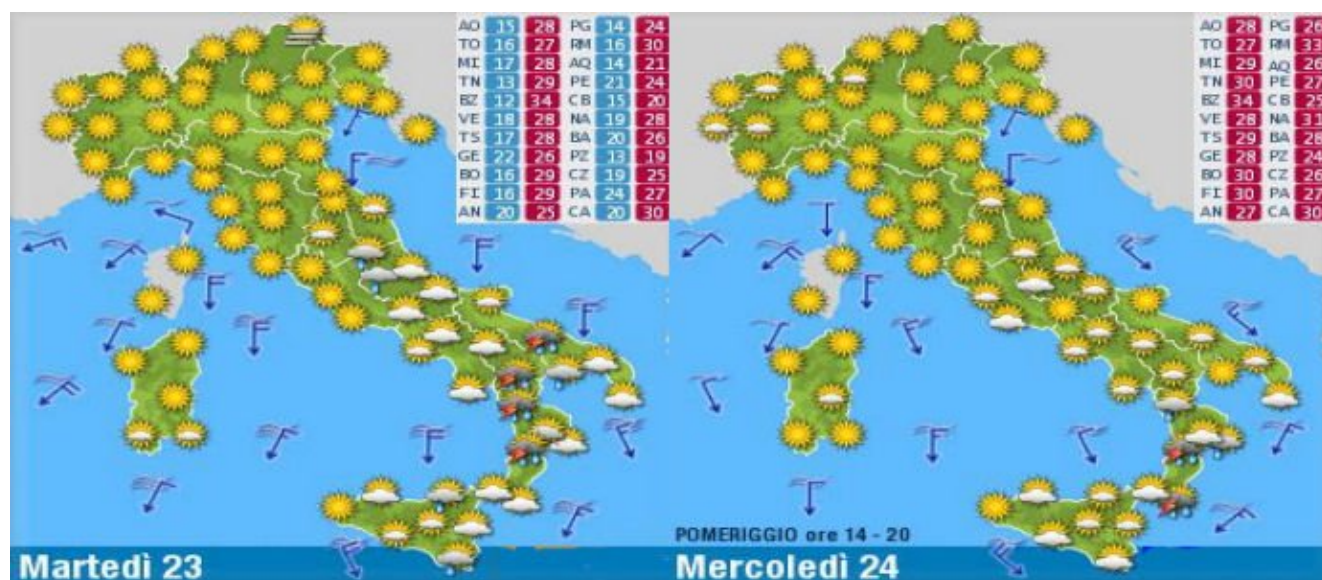 AO 15 28 PG 14 24
TO 16 27 RM 16 30
MI 17 28 AQ 14 21
TN 13 29 PE 21 24
BZ 12 34 CB 15 20
VE 18 28 NA 19 28
TS 17 28 BA 20 26
GE 22 26 PZ 13 19
BO 16 29 CZ 19 25
FI 16 29 PA 24 27
AN 20 25 CA 20 30
Martedì 23
AO 28 PG 26
TO 27 RM 33
MI 29 AQ 26
TN 30 PE 27
BZ 34 CB 25
VE 28 NA 31
TS 29 BA 28
GE 28 PZ 24
BO 30 CZ 26
FI 30 PA 27
AN 27 CA 30
POMERIGGIO ore 14 - 20
Mercoledì 24